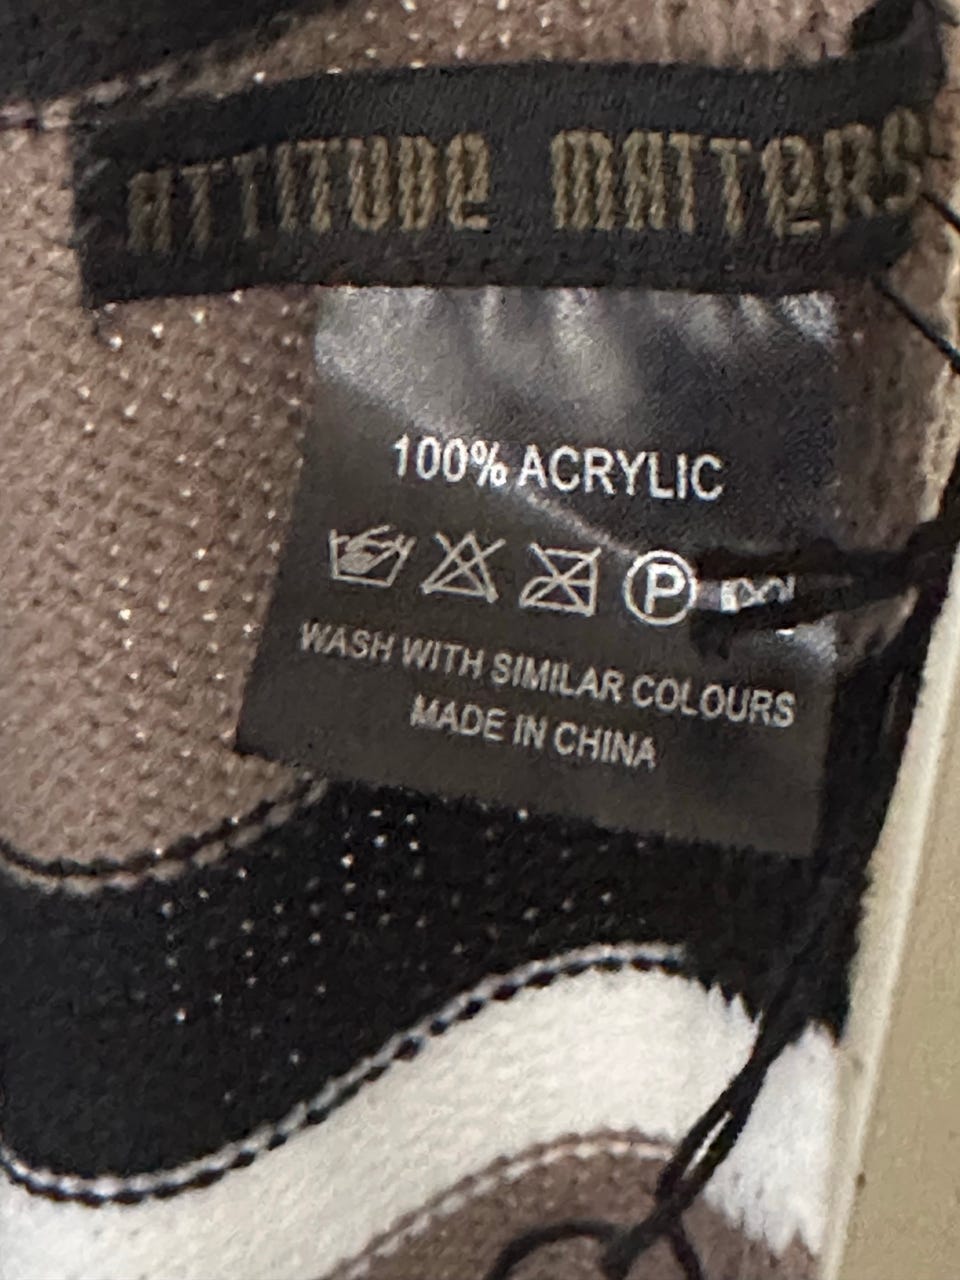 ATTITUDE MATTERS
100% ACRYLIC
P
WASH WITH SIMILAR COLOURS
MADE IN CHINA